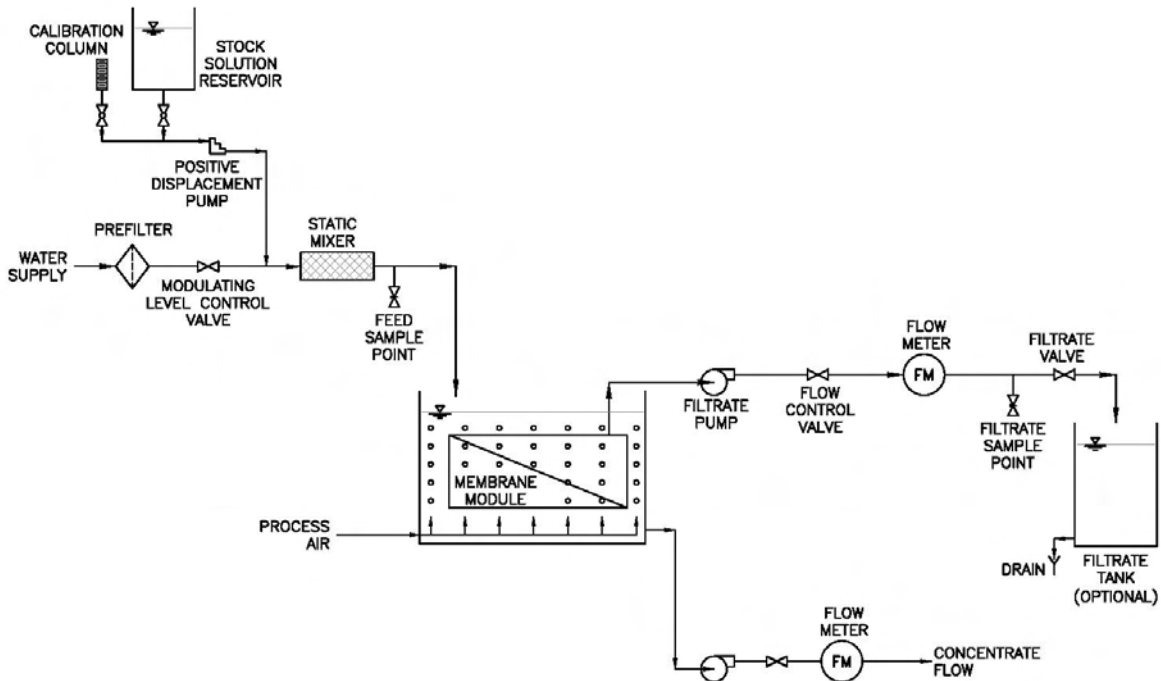 CALIBRATION
COLUMN
STOCK
SOLUTION
RESERVOIR
POSITIVE
DISPLACEMENT
PUMP
PREFILTER
WATER
SUPPLY
MODULATING
LEVEL CONTROL
VALVE
STATIC
MIXER
FEED
SAMPLE
POINT
MEMBRANE
MODULE
PROCESS
AIR
FILTRATE
PUMP
FLOW
CONTROL
VALVE
FLOW
METER
FM
FILTRATE
VALVE
FILTRATE
SAMPLE
POINT
DRAIN
FILTRATE
TANK
(OPTIONAL)
FLOW
METER
FM
CONCENTRATE
FLOW